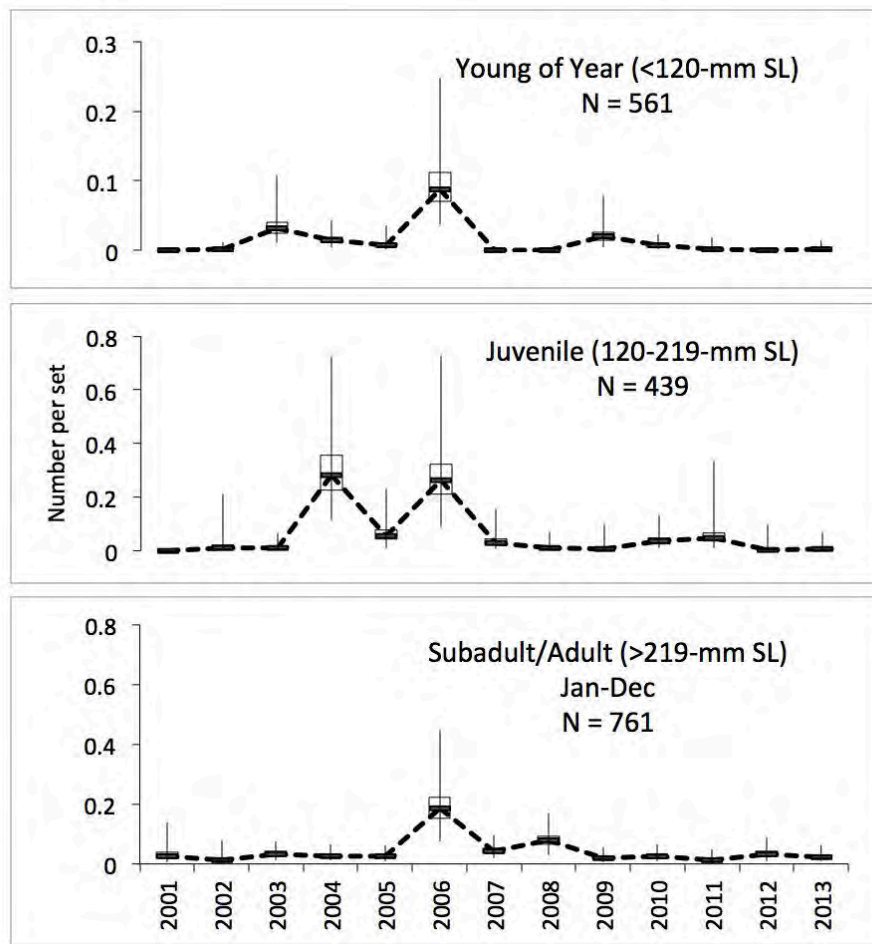 0.3
0.2
0.1
0
Young of Year (<120-mm SL)
N = 561
Number per set
0.8
0.6
0.4
0.2
0
Juvenile (120-219-mm SL)
N = 439
0.8
0.6
0.4
0.2
0
Subadult/Adult (>219-mm SL)
Jan-Dec
N = 761
2001 2002 2003 2004 2005 2006 2007 2008 2009 2010 2011 2012 2013